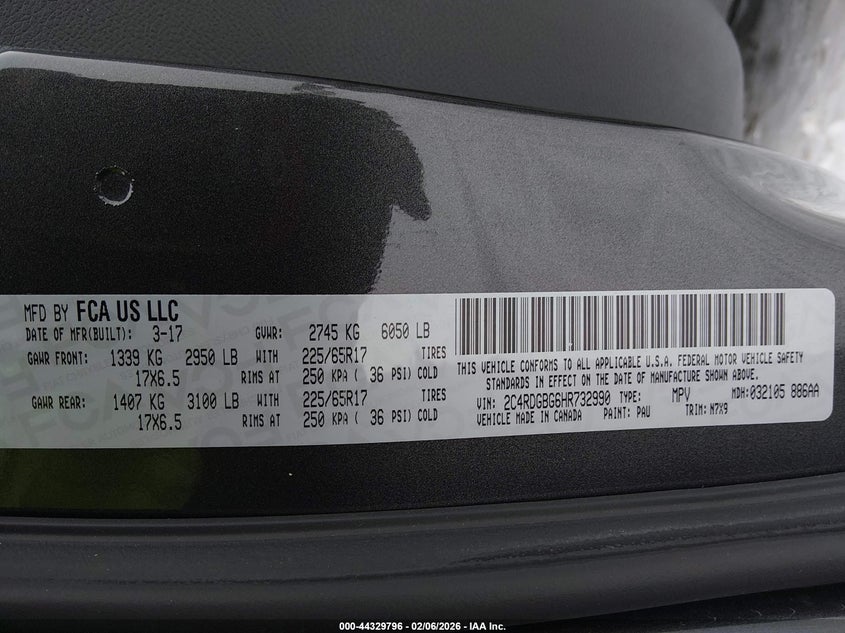 MFD BY FCA US LLC
DATE OF MFR(BUILT): 3-17 GVWR: 2745 KG 6050 LB
GAWR FRONT: 1339 KG 2950 LB WITH 225/65R17 TIRES
17X6.5 RIMS AT 250 KPA ( 36 PSI) COLD
GAWR REAR: 1407 KG 3100 LB WITH 225/65R17 TIRES
17X6.5 RIMS AT 250 KPA ( 36 PSI) COLD
THIS VEHICLE CONFORMS TO ALL APPLICABLE U.S.A. FEDERAL MOTOR VEHICLE SAFETY
STANDARDS IN EFFECT ON THE DATE OF MANUFACTURE SHOWN ABOVE.
VIN: 2C4RDGBG6HR732990 TYPE: MPV MDH:032105 886AA
VEHICLE MADE IN CANADA PAINT: PAU TRIM: N7X9
000-44329796 - 02/06/2026 - IAA Inc.